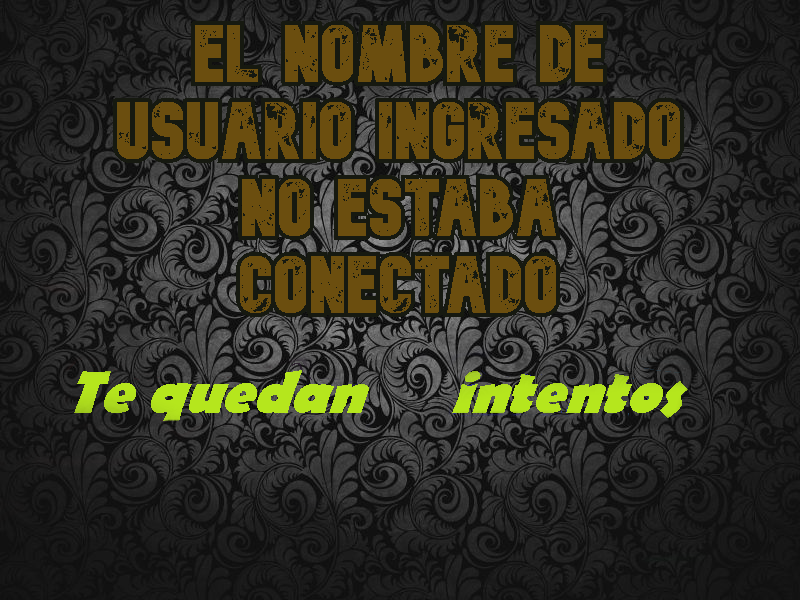 EL NOMBRE DE
USUARIO INGRESADO
NO ESTABA
CONECTADO
Te quedan intentos